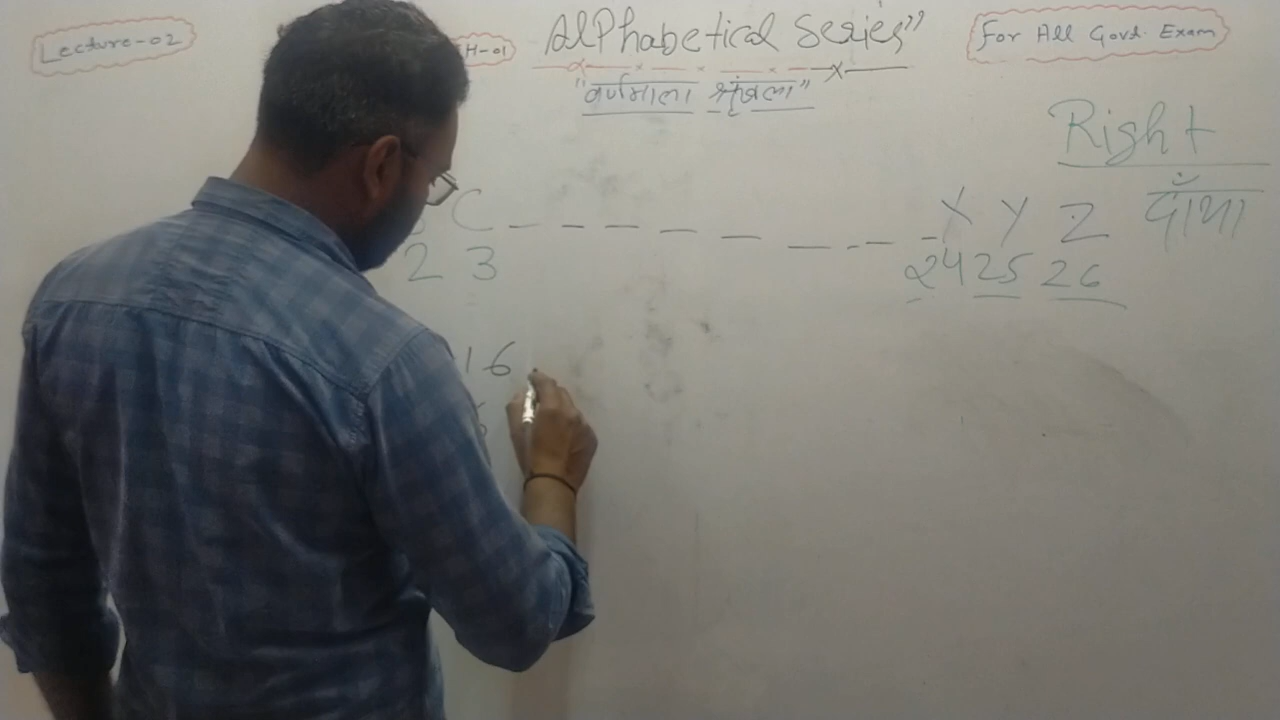 Lecture-02
H-01
AlPhabetical Series"
For All Govt. Exam
"वर्णमाला श्रृंखला"
Right
C X Y Z दाँया
2 3 24 25 26
16